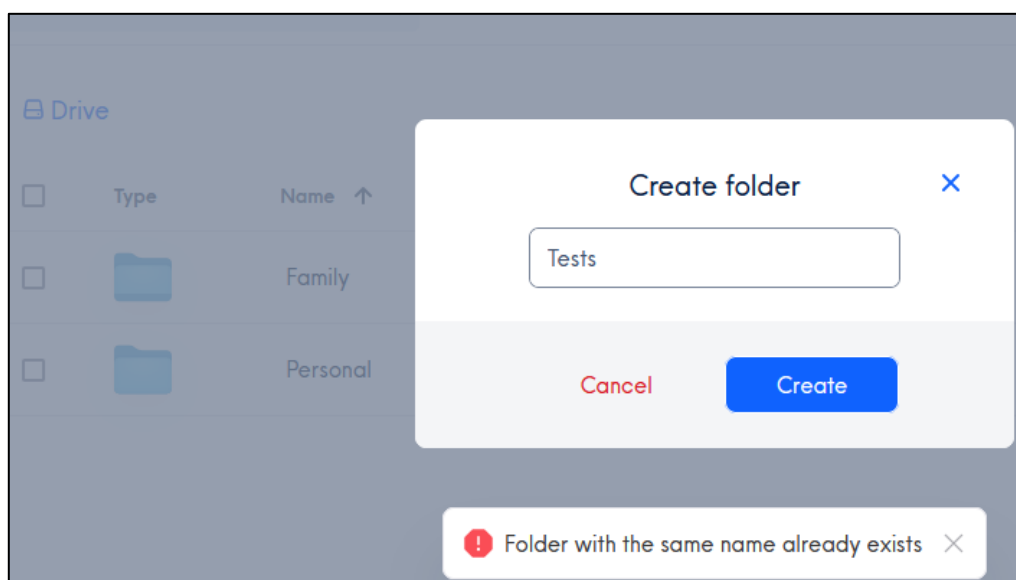 Drive
Type Name
Family
Personal
Create folder
Tests
Cancel Create
Folder with the same name already exists